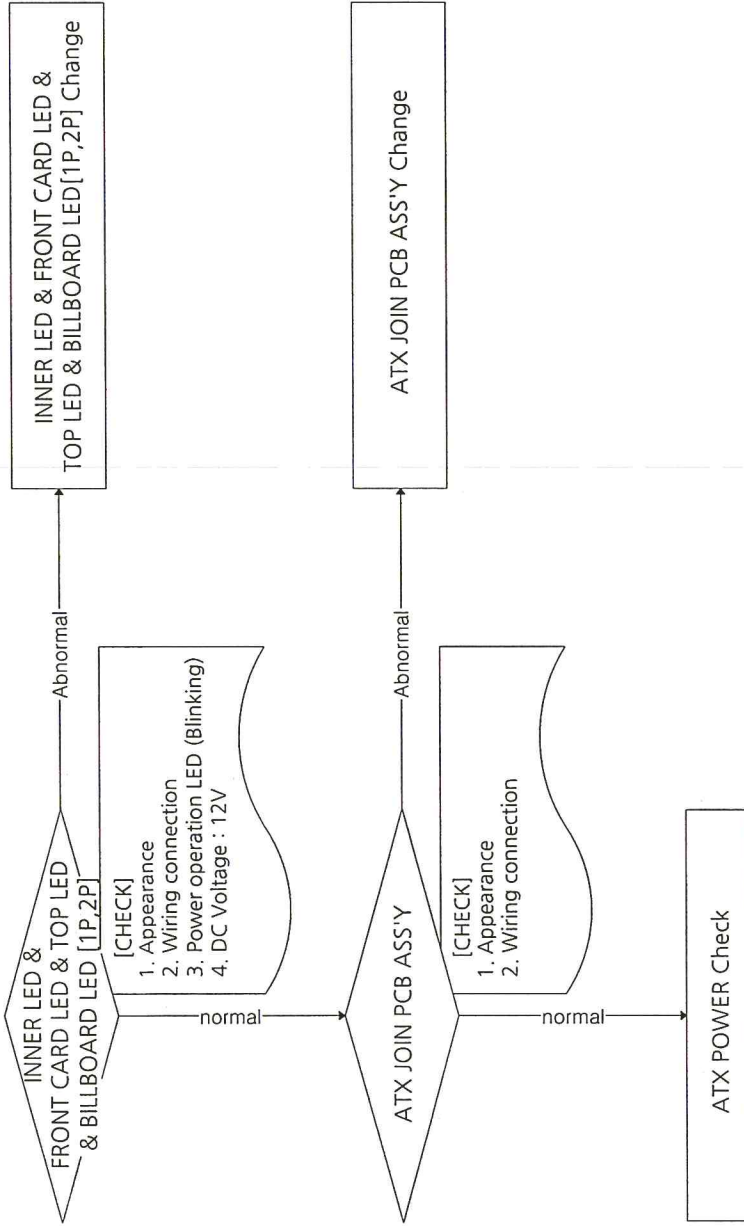 INNER LED &
FRONT CARD LED & TOP LED
& BILLBOARD LED [1P,2P]
Abnormal
INNER LED & FRONT CARD LED &
TOP LED & BILLBOARD LED[1P,2P] Change
[CHECK]
1. Appearance
2. Wiring connection
3. Power operation LED (Blinking)
4. DC Voltage : 12V
normal
ATX JOIN PCB ASS'Y
Abnormal
ATX JOIN PCB ASS'Y Change
[CHECK]
1. Appearance
2. Wiring connection
normal
ATX POWER Check